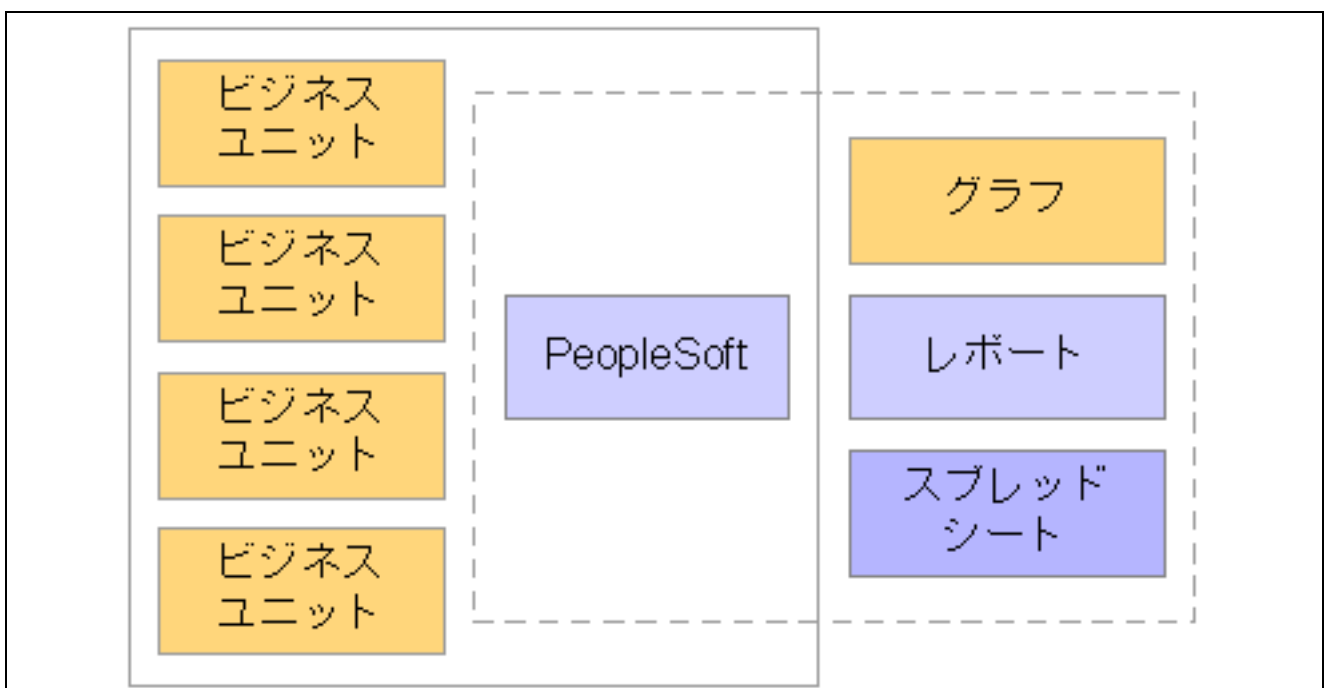 ビジネス
ユニット
ビジネス
ユニット
ビジネス
ユニット
ビジネス
ユニット
PeopleSoft
グラフ
レポート
スプレッド
シート